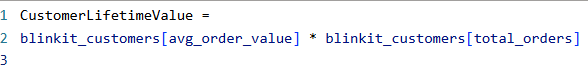 1 CustomerLifetimeValue =
2 blinkit_customers[avg_order_value] * blinkit_customers[total_orders]
3